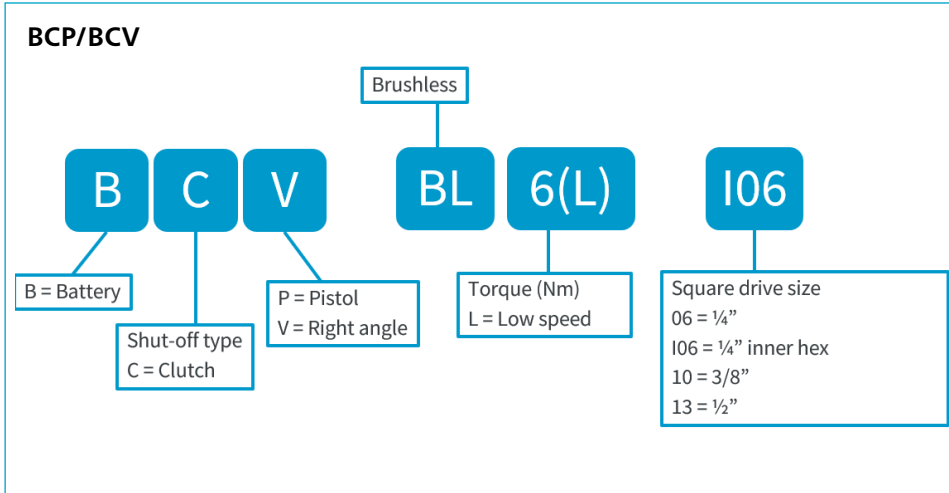 BCP/BCV
Brushless
B C V BL 6(L) I06
B = Battery
Shut-off type
C = Clutch
P = Pistol
V = Right angle
Torque (Nm)
L = Low speed
Square drive size
06 = ¼”
I06 = ¼” inner hex
10 = 3/8”
13 = ½”